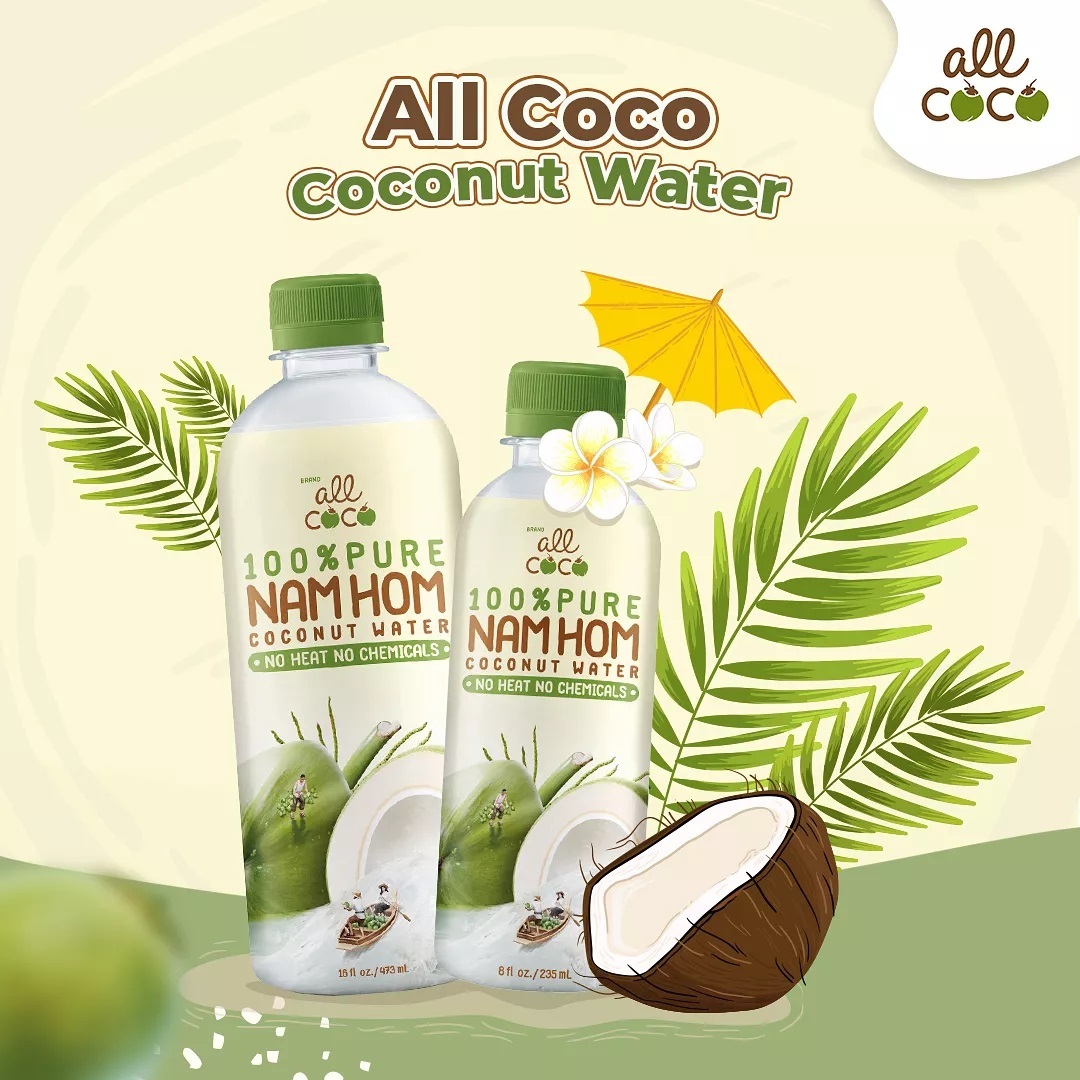 all
coco
All Coco
Coconut Water
BRAND
all
coco
100% PURE
NAM HOM
COCONUT WATER
• NO HEAT NO CHEMICALS •
16 fl oz./473 mL
BRAND
all
coco
100% PURE
NAM HOM
COCONUT WATER
• NO HEAT NO CHEMICALS •
8 fl oz./235 mL